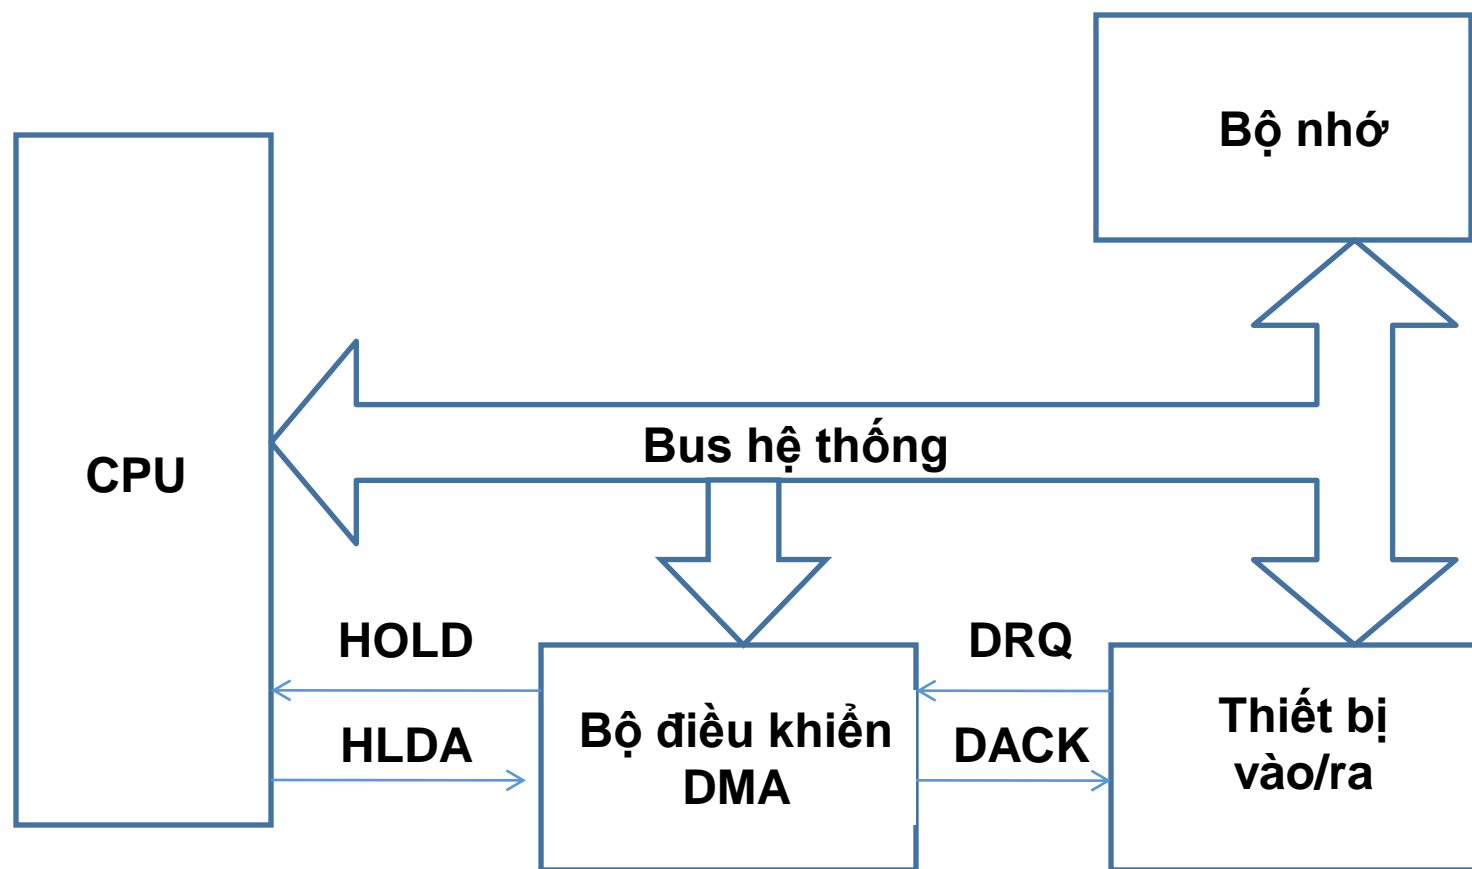 Bộ nhớ
Bus hệ thống
CPU
HOLD
DRQ
HLDA
Bộ điều khiển
DMA
DACK
Thiết bị
vào/ra